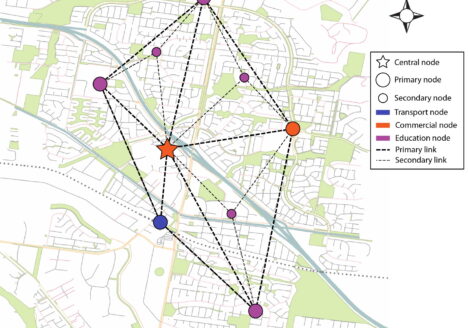 Central node
Primary node
Secondary node
Transport node
Commercial node
Education node
Primary link
Secondary link